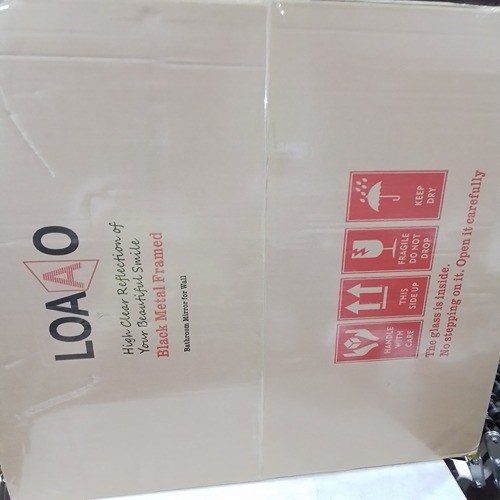 LOAAO
High Clear Reflection of
Your Beautiful Smile
Black Metal Framed
Bathroom Mirror for Wall
HANDLE
WITH
CARE
THIS
SIDE UP
FRAGILE
DO NOT
DROP
KEEP
DRY
The glass is inside.
No stepping on it. Open it carefully